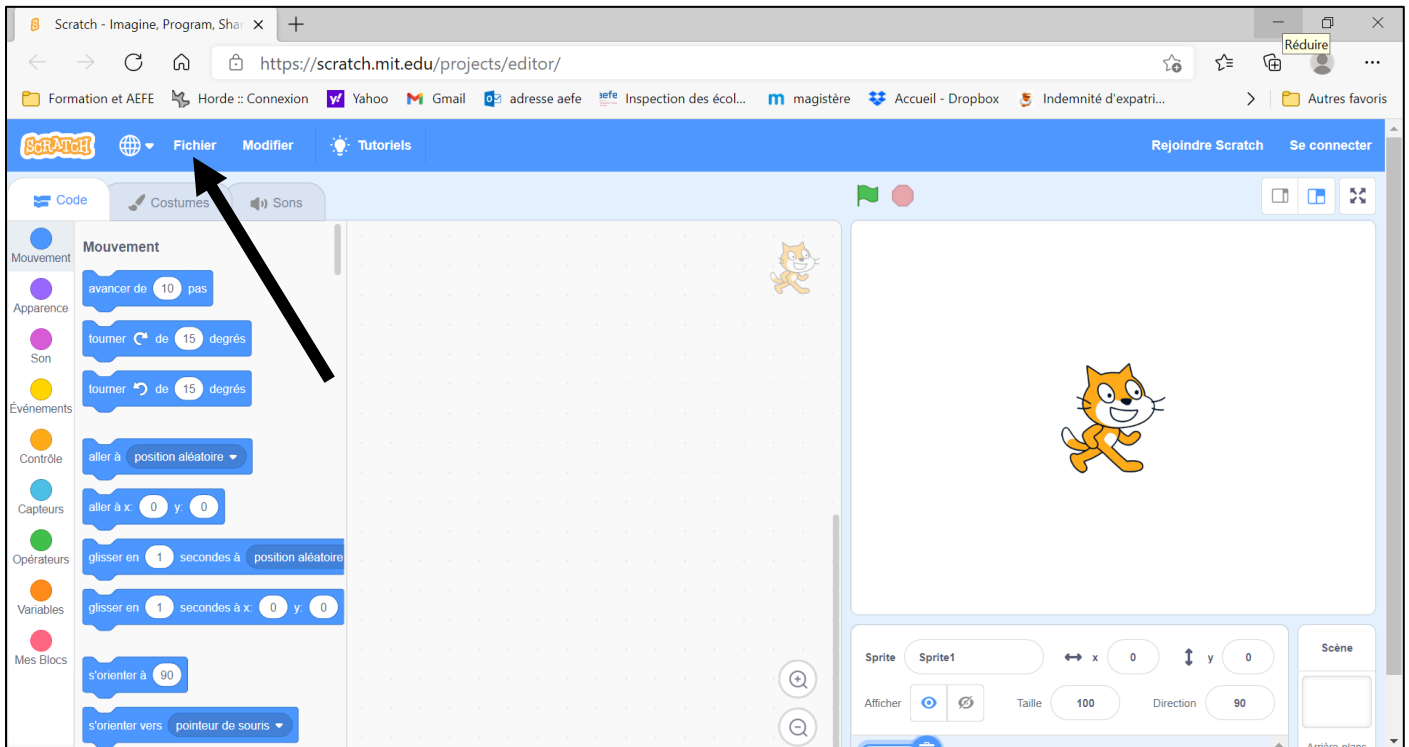 Scratch - Imagine, Program, Shar
Réduire
https://scratch.mit.edu/projects/editor/
Formation et AEFE
Horde :: Connexion
Yahoo
Gmail
adresse aefe
aefe Inspection des écol...
magistère
Accueil - Dropbox
Indemnité d'expatri...
Autres favoris
SCRATCH
Fichier
Modifier
Tutoriels
Rejoindre Scratch
Se connecter
Code
Costumes
Sons
Mouvement
Apparence
Son
Événements
Contrôle
Capteurs
Opérateurs
Variables
Mes Blocs
Mouvement
avancer de 10 pas
tourner de 15 degrés
tourner de 15 degrés
aller à position aléatoire
aller à x: 0 y: 0
glisser en 1 secondes à position aléatoire
glisser en 1 secondes à x: 0 y: 0
s'orienter à 90
s'orienter vers pointeur de souris
Sprite Sprite1 x 0 y 0
Afficher Taille 100 Direction 90
Scène
Arrière-plans